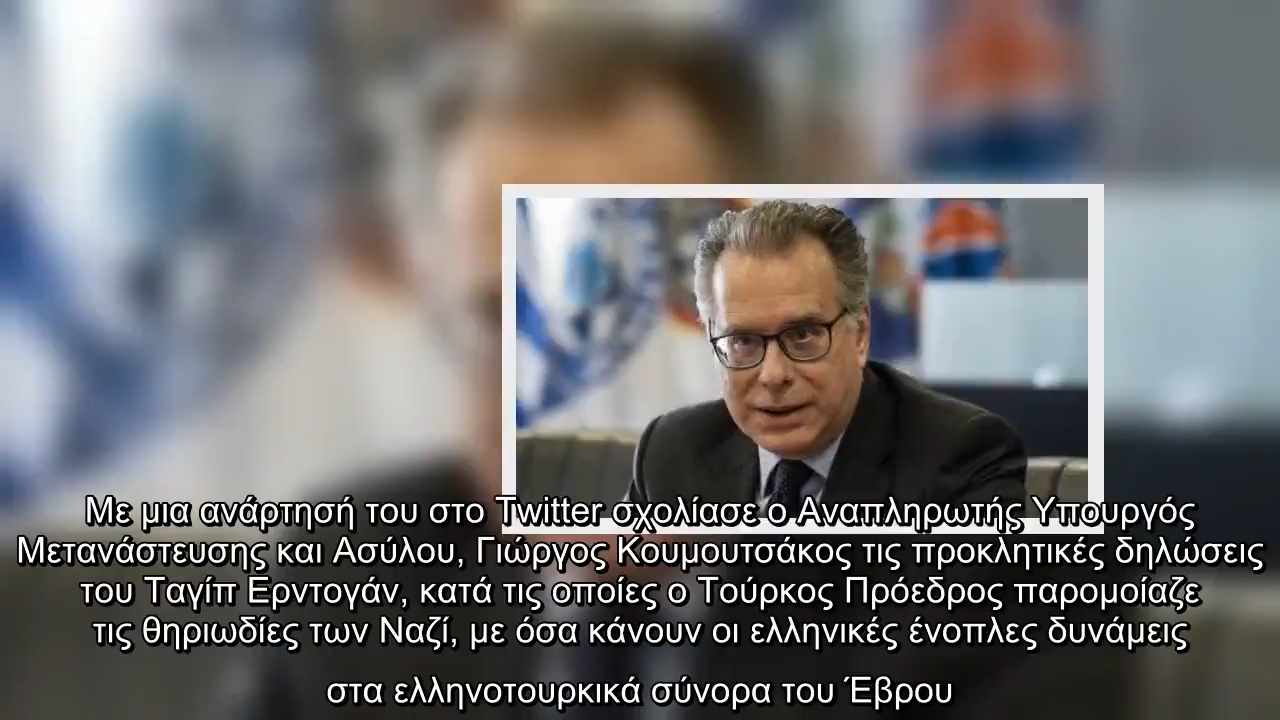 Με μια ανάρτησή του στο Twitter σχολίασε ο Αναπληρωτής Υπουργός
Μετανάστευσης και Ασύλου, Γιώργος Κουμουτσάκος τις προκλητικές δηλώσεις
του Ταγίπ Ερντογάν, κατά τις οποίες ο Τούρκος Πρόεδρος παρομοίαζε
τις θηριωδίες των Ναζί, με όσα κάνουν οι ελληνικές ένοπλες δυνάμεις
στα ελληνοτουρκικά σύνορα του Έβρου